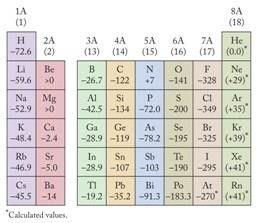 1A 8A
(1) (18)
H 2A 3A 4A 5A 6A 7A He
-72.6 (2) (13) (14) (15) (16) (17) (0.0)*
Li Be B C N O F Ne
-59.6 >0 -26.7 -122 +7 -141 -328 (+29)*
Na Mg Al Si P S Cl Ar
-52.9 >0 -42.5 -134 -72.0 -200 -349 (+35)*
K Ca Ga Ge As Se Br Kr
-48.4 -2.4 -28.9 -119 -78.2 -195 -325 (+39)*
Rb Sr In Sn Sb Te I Xe
-46.9 -5.0 -28.9 -107 -103 -190 -295 (+41)*
Cs Ba Tl Pb Bi Po At Rn
-45.5 -14 -19.2 -35.2 -91.3 -183.3* -270* (+41)*
*Calculated values.